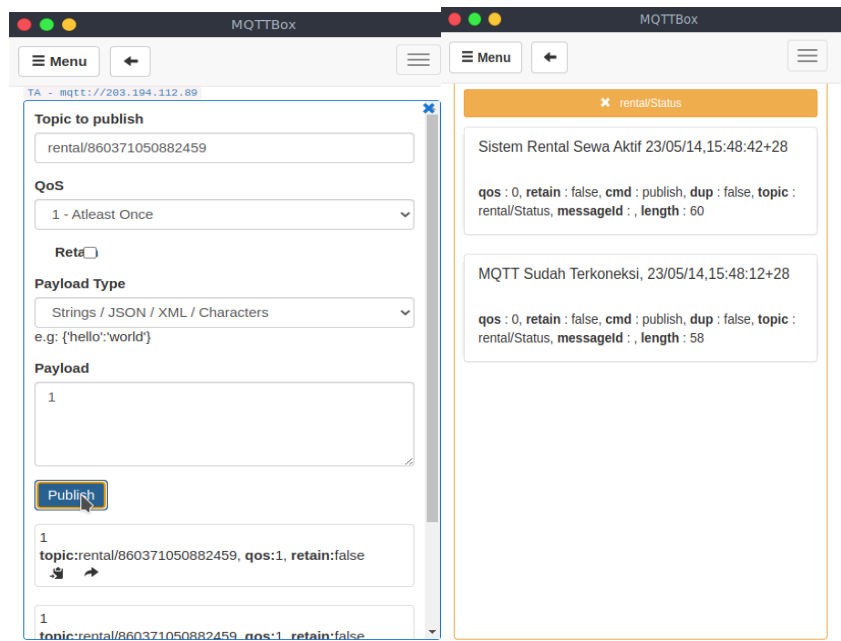 MQTTBox
Menu
TA - mqtt://203.194.112.89
Topic to publish
rental/860371050882459
QoS
1 - Atleast Once
Retain
Payload Type
Strings / JSON / XML / Characters
e.g: {'hello':'world'}
Payload
1
Publish
1
topic:rental/860371050882459, qos:1, retain:false
1
topic:rental/860371050882459, qos:1, retain:false
MQTTBox
Menu
rental/Status
Sistem Rental Sewa Aktif 23/05/14,15:48:42+28
qos : 0, retain : false, cmd : publish, dup : false, topic :
rental/Status, messageId : , length : 60
MQTT Sudah Terkoneksi, 23/05/14,15:48:12+28
qos : 0, retain : false, cmd : publish, dup : false, topic :
rental/Status, messageId : , length : 58